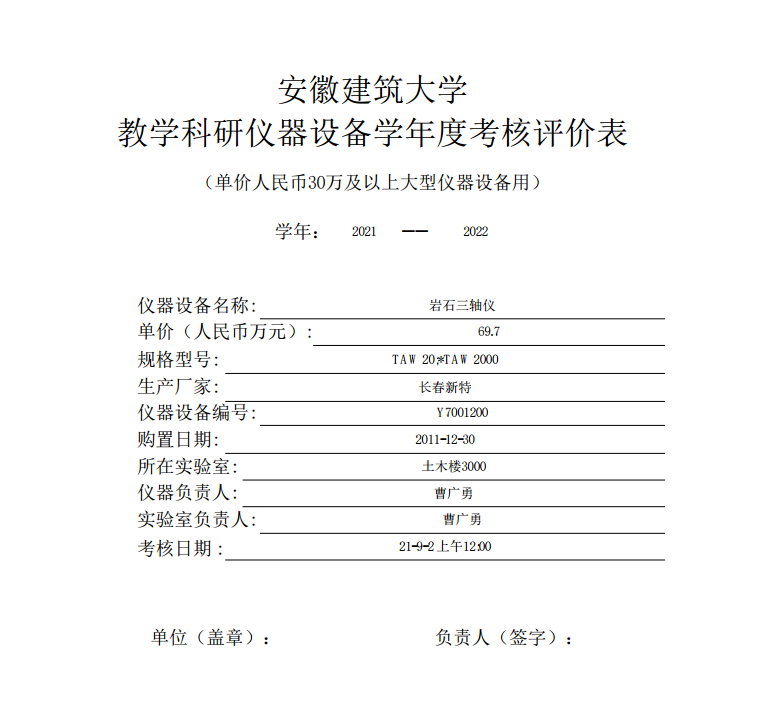 安徽建筑大学
教学科研仪器设备学年度考核评价表
（单价人民币30万及以上大型仪器设备用）
学年： 2021 —— 2022
仪器设备名称: 岩石三轴仪
单价（人民币万元）: 69.7
规格型号: TAW 20;*TAW 2000
生产厂家: 长春新特
仪器设备编号: Y7001200
购置日期: 2011-12-30
所在实验室: 土木楼3000
仪器负责人: 曹广勇
实验室负责人: 曹广勇
考核日期: 21-9-2 上午12:00
单位（盖章）： 负责人（签字）：